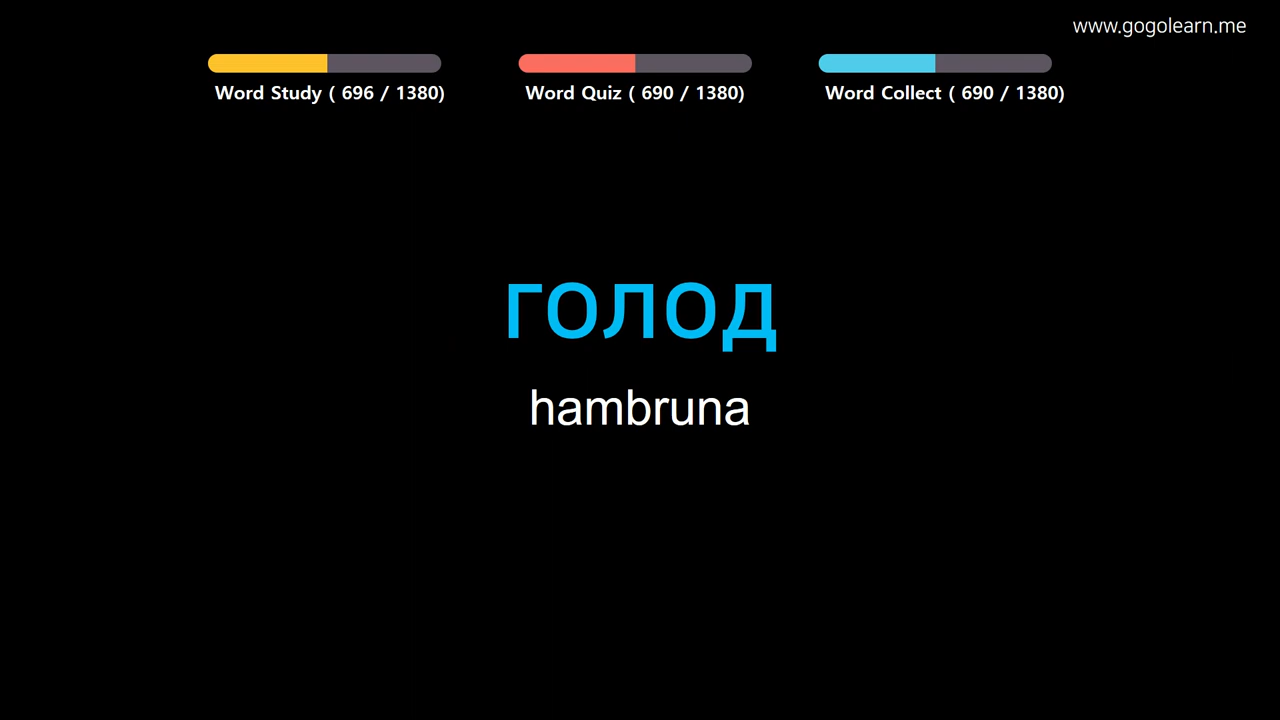 www.gogolearn.me
Word Study ( 696 / 1380)
Word Quiz ( 690 / 1380)
Word Collect ( 690 / 1380)
голод
hambruna